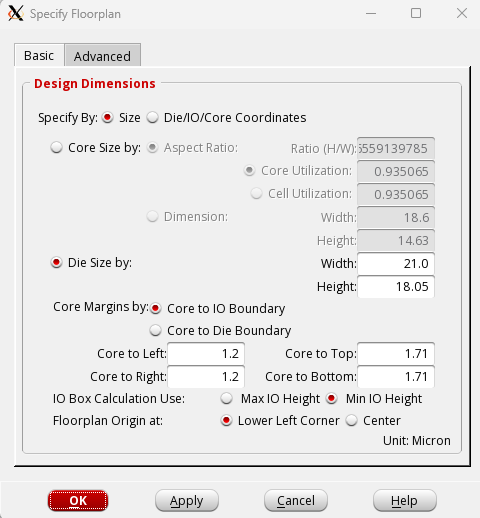 Specify Floorplan
Basic Advanced
Design Dimensions
Specify By: Size Die/IO/Core Coordinates
Core Size by: Aspect Ratio: Ratio (H/W): 6559139785
Core Utilization: 0.935065
Cell Utilization: 0.935065
Dimension: Width: 18.6
Height: 14.63
Die Size by: Width: 21.0
Height: 18.05
Core Margins by: Core to IO Boundary
Core to Die Boundary
Core to Left: 1.2 Core to Top: 1.71
Core to Right: 1.2 Core to Bottom: 1.71
IO Box Calculation Use: Max IO Height Min IO Height
Floorplan Origin at: Lower Left Corner Center
Unit: Micron
OK Apply Cancel Help